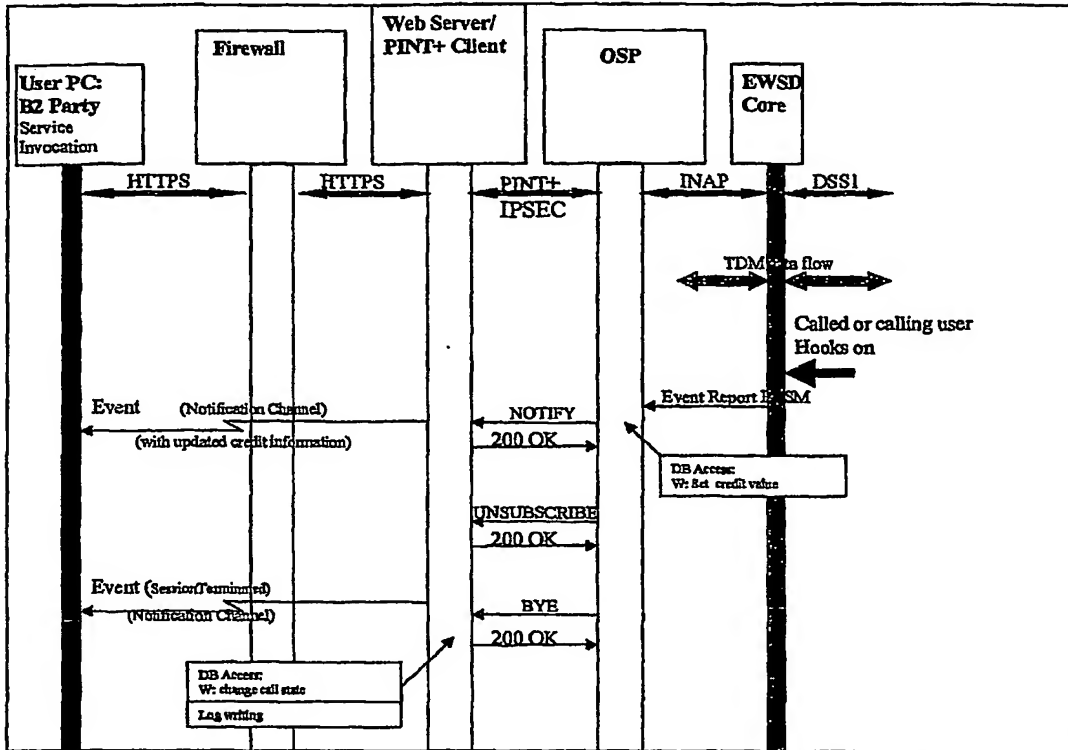 User PC:
B2 Party
Service
Invocation
Firewall
Web Server/
PINT+ Client
OSP
EWSD
Core
HTTPS
HTTPS
PINT+
IPSEC
INAP
DSS1
TDM flow
Called or calling user
Hooks on
Event Report
Event (Notification Channel)
(with updated credit information)
NOTIFY
200 OK
DB Access:
W: Set credit value
UNSUBSCRIBE
200 OK
Event (SessionTerminated)
(Notification Channel)
BYE
200 OK
DB Access:
W: change call state
Log writing